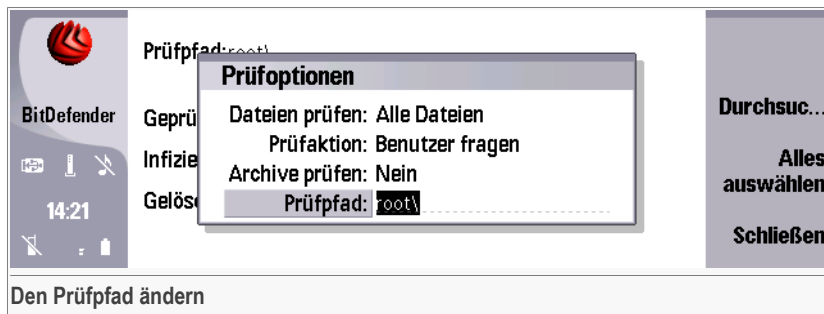 BitDefender
14:21
Prüfpfad:root\
Geprü
Infizie
Gelös
Prüfoptionen
Dateien prüfen: Alle Dateien
Prüfaktion: Benutzer fragen
Archive prüfen: Nein
Prüfpfad: root\
Durchsuc...
Alles
auswählen
Schließen
Den Prüfpfad ändern